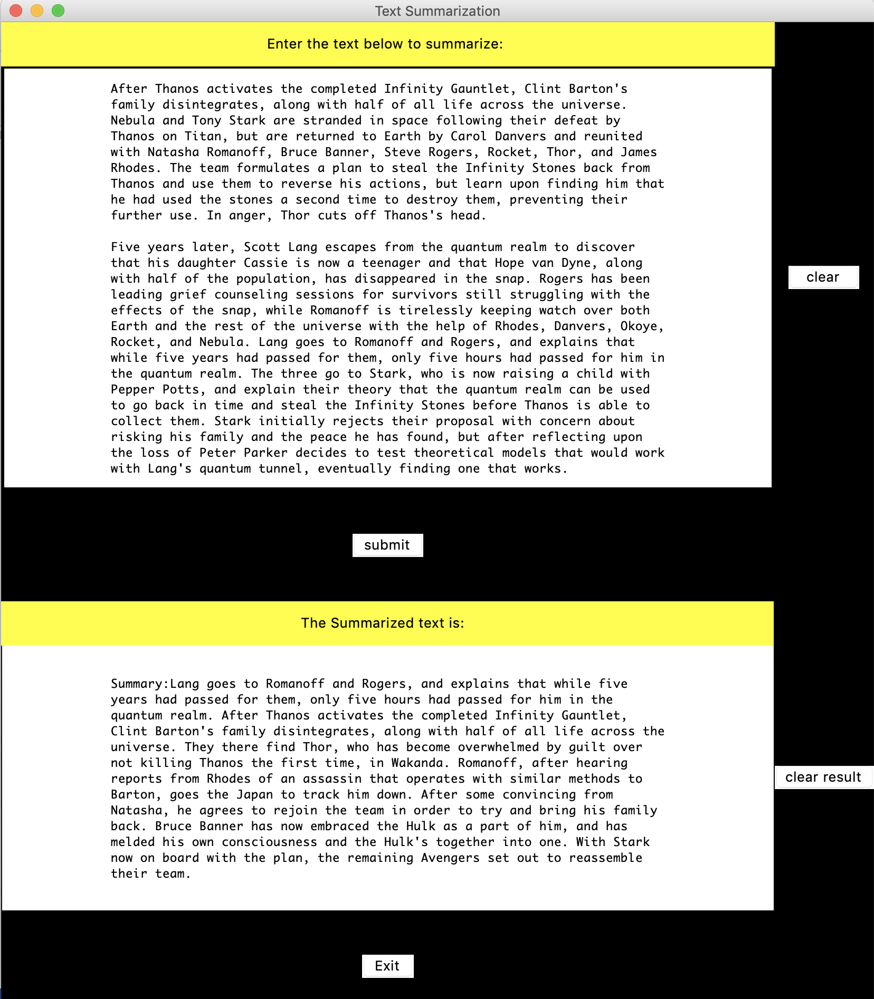 Text Summarization
Enter the text below to summarize:
After Thanos activates the completed Infinity Gauntlet, Clint Barton's
family disintegrates, along with half of all life across the universe.
Nebula and Tony Stark are stranded in space following their defeat by
Thanos on Titan, but are returned to Earth by Carol Danvers and reunited
with Natasha Romanoff, Bruce Banner, Steve Rogers, Rocket, Thor, and James
Rhodes. The team formulates a plan to steal the Infinity Stones back from
Thanos and use them to reverse his actions, but learn upon finding him that
he had used the stones a second time to destroy them, preventing their
further use. In anger, Thor cuts off Thanos's head.
Five years later, Scott Lang escapes from the quantum realm to discover
that his daughter Cassie is now a teenager and that Hope van Dyne, along
with half of the population, has disappeared in the snap. Rogers has been
leading grief counseling sessions for survivors still struggling with the
effects of the snap, while Romanoff is tirelessly keeping watch over both
Earth and the rest of the universe with the help of Rhodes, Danvers, Okoye,
Rocket, and Nebula. Lang goes to Romanoff and Rogers, and explains that
while five years had passed for them, only five hours had passed for him in
the quantum realm. The three go to Stark, who is now raising a child with
Pepper Potts, and explain their theory that the quantum realm can be used
to go back in time and steal the Infinity Stones before Thanos is able to
collect them. Stark initially rejects their proposal with concern about
risking his family and the peace he has found, but after reflecting upon
the loss of Peter Parker decides to test theoretical models that would work
with Lang's quantum tunnel, eventually finding one that works.
clear
submit
The Summarized text is:
Summary:Lang goes to Romanoff and Rogers, and explains that while five
years had passed for them, only five hours had passed for him in the
quantum realm. After Thanos activates the completed Infinity Gauntlet,
Clint Barton's family disintegrates, along with half of all life across the
universe. They there find Thor, who has become overwhelmed by guilt over
not killing Thanos the first time, in Wakanda. Romanoff, after hearing
reports from Rhodes of an assassin that operates with similar methods to
Barton, goes the Japan to track him down. After some convincing from
Natasha, he agrees to rejoin the team in order to try and bring his family
back. Bruce Banner has now embraced the Hulk as a part of him, and has
melded his own consciousness and the Hulk's together into one. With Stark
now on board with the plan, the remaining Avengers set out to reassemble
their team.
clear result
Exit